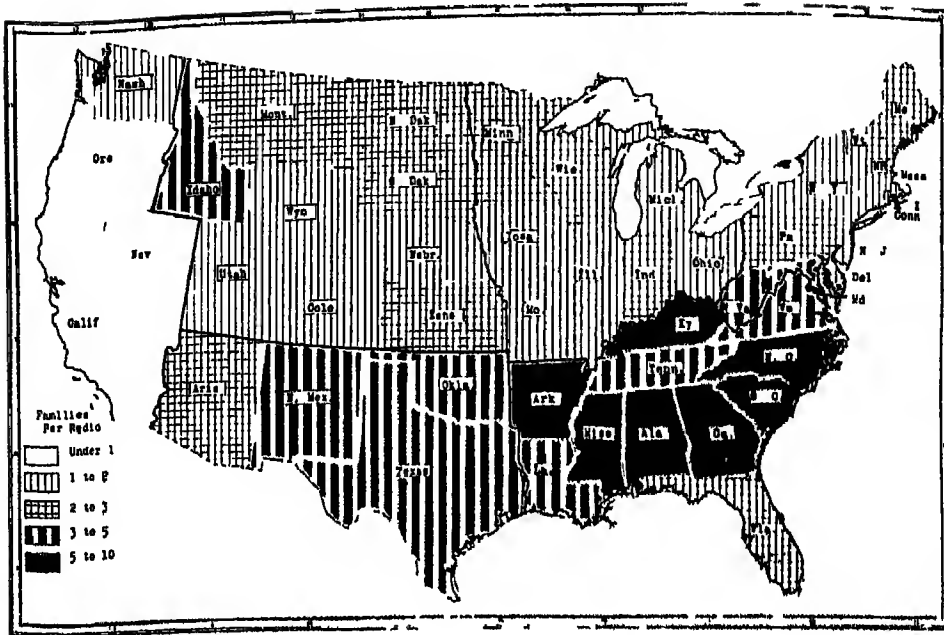 Wash
Mont.
N Dak
Minn
Me
Ore
Idaho
S Dak
Wis
Mich
N Y
Mass
Conn
Wyo
Nev
Iowa
Pa
N J
Utah
Nebr.
Ill
Ind
Ohio
Del
Md
Calif
Colo
Mo
Ky
Va
Ariz
N. Mex.
Okla
Ark
Tenn
N. C
S C
Miss
Ala
Ga.
Texas
La.
Fla
Families
Per Radio
Under 1
1 to 2
2 to 3
3 to 5
5 to 10